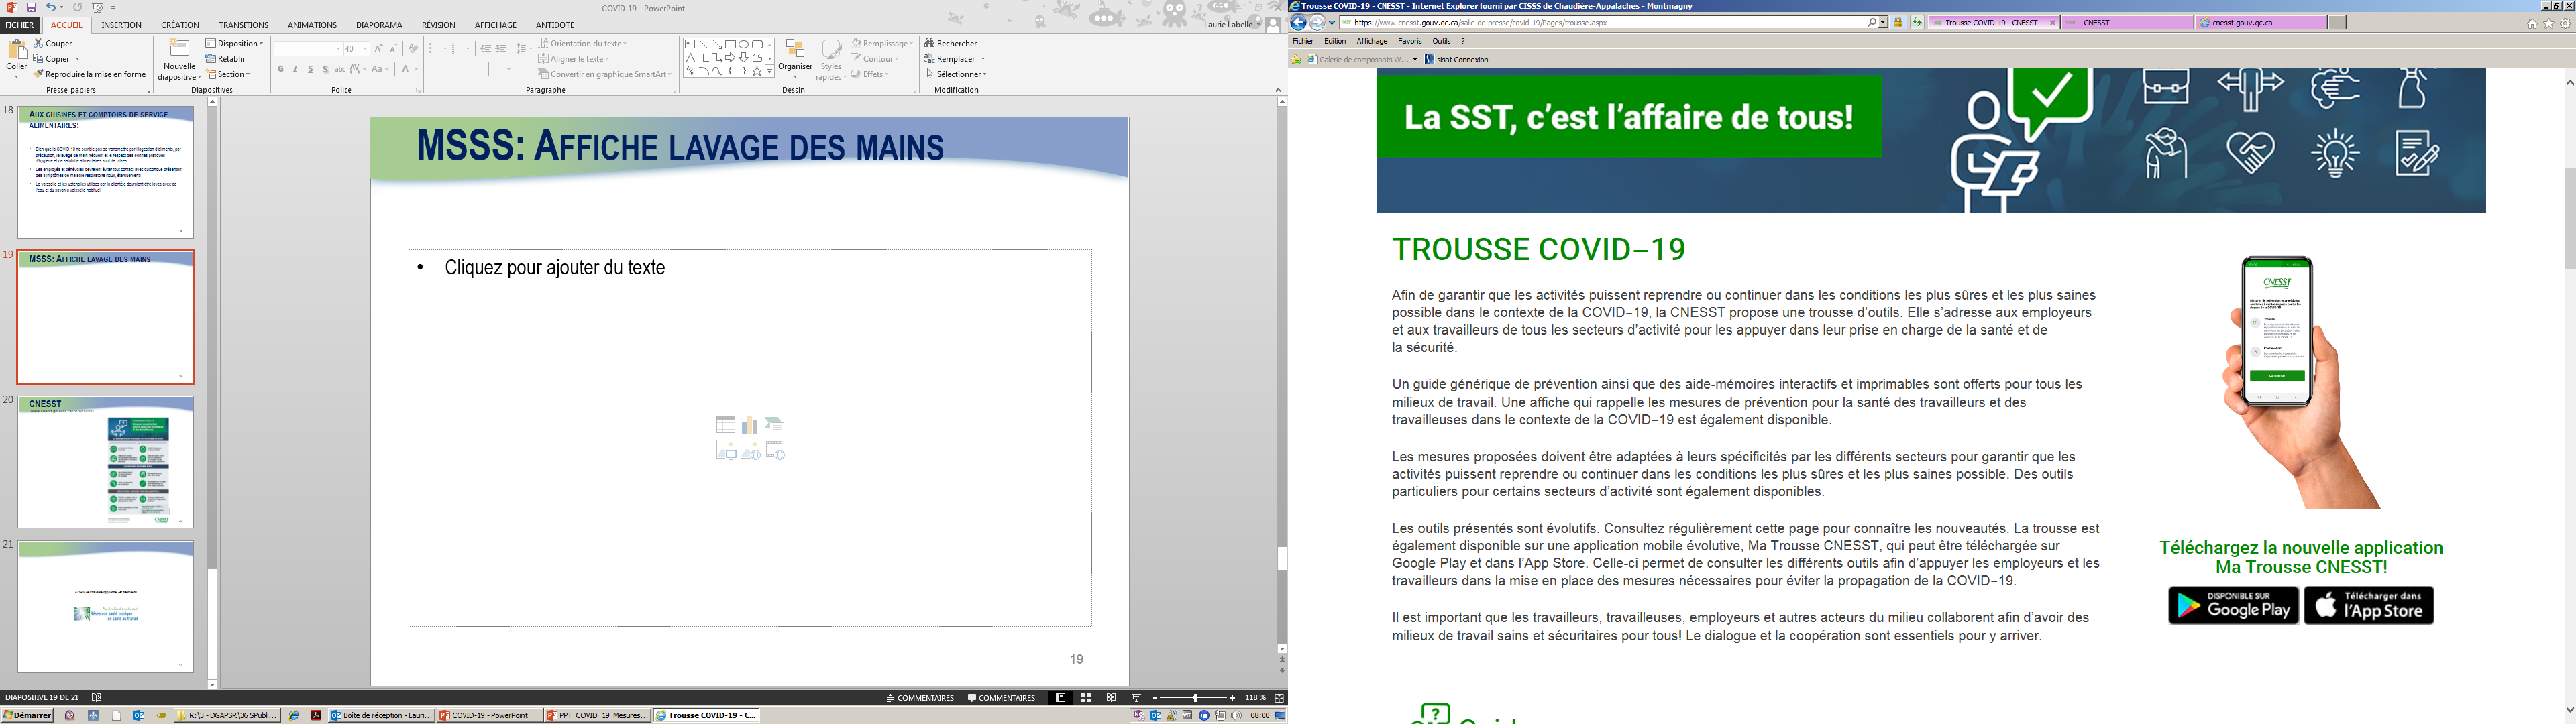 COVID-19 - PowerPoint
FICHIER
ACCUEIL
INSERTION
CRÉATION
TRANSITIONS
ANIMATIONS
DIAPORAMA
RÉVISION
AFFICHAGE
ANTIDOTE
Laurie Labelle
Coller
Couper
Copier
Reproduire la mise en forme
Presse-papiers
Nouvelle diapositive
Disposition
Rétablir
Section
Diapositives
40
Police
Orientation du texte
Aligner le texte
Convertir en graphique SmartArt
Paragraphe
Organiser
Styles rapides
Remplissage
Contour
Effets
Dessin
Rechercher
Remplacer
Sélectionner
Modification
18
AUX CUISINES ET COMPTOIRS DE SERVICE
ALIMENTAIRES:
19
MSSS: AFFICHE LAVAGE DES MAINS
20
CNESST
21
MSSS: AFFICHE LAVAGE DES MAINS
• Cliquez pour ajouter du texte
19
DIAPOSITIVE 19 DE 21
COMMENTAIRES
COMMENTAIRES
118 %
Démarrer
R:\3 - DGAPSR\36 SPubli...
Boîte de réception - Lauri...
COVID-19 - PowerPoint
PPT_COVID_19_Mesures...
Trousse COVID-19 - C...
08:00
Trousse COVID-19 - CNESST - Internet Explorer fourni par CISSS de Chaudière-Appalaches - Montmagny
https://www.cnesst.gouv.qc.ca/salle-de-presse/covid-19/Pages/trousse.aspx
Trousse COVID-19 - CNESST
- CNESST
cnesst.gouv.qc.ca
Fichier Edition Affichage Favoris Outils ?
Galerie de composants W...
sisat Connexion
La SST, c'est l'affaire de tous!
TROUSSE COVID–19
Afin de garantir que les activités puissent reprendre ou continuer dans les conditions les plus sûres et les plus saines
possible dans le contexte de la COVID–19, la CNESST propose une trousse d'outils. Elle s'adresse aux employeurs
et aux travailleurs de tous les secteurs d'activité pour les appuyer dans leur prise en charge de la santé et de
la sécurité.
Un guide générique de prévention ainsi que des aide-mémoires interactifs et imprimables sont offerts pour tous les
milieux de travail. Une affiche qui rappelle les mesures de prévention pour la santé des travailleurs et des
travailleuses dans le contexte de la COVID–19 est également disponible.
Les mesures proposées doivent être adaptées à leurs spécificités par les différents secteurs pour garantir que les
activités puissent reprendre ou continuer dans les conditions les plus sûres et les plus saines possible. Des outils
particuliers pour certains secteurs d'activité sont également disponibles.
Les outils présentés sont évolutifs. Consultez régulièrement cette page pour connaître les nouveautés. La trousse est
également disponible sur une application mobile évolutive, Ma Trousse CNESST, qui peut être téléchargée sur
Google Play et dans l'App Store. Celle-ci permet de consulter les différents outils afin d'appuyer les employeurs et les
travailleurs dans la mise en place des mesures nécessaires pour éviter la propagation de la COVID–19.
Il est important que les travailleurs, travailleuses, employeurs et autres acteurs du milieu collaborent afin d'avoir des
milieux de travail sains et sécuritaires pour tous! Le dialogue et la coopération sont essentiels pour y arriver.
CNESST
Téléchargez la nouvelle application
Ma Trousse CNESST!
DISPONIBLE SUR
Google Play
Télécharger dans
l'App Store